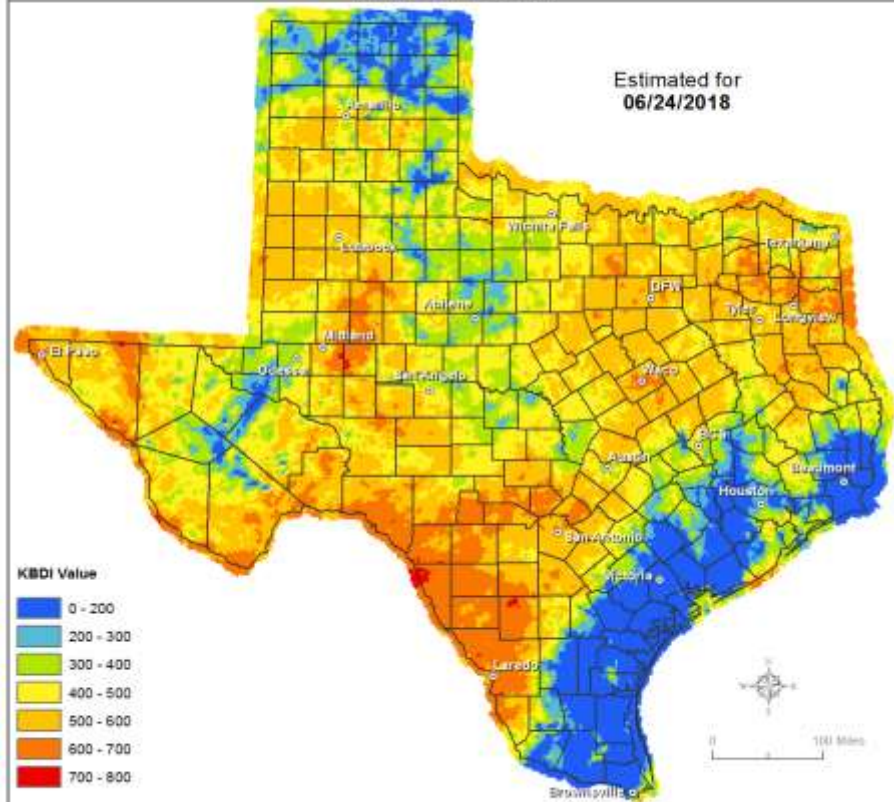 Estimated for
06/24/2018
Amarillo
Wichita Falls
Lubbock
Texarkana
DFW
Abilene
Tyler
Longview
El Paso
Midland
Odessa
San Angelo
Waco
Austin
Beaumont
Houston
San Antonio
Victoria
Laredo
Brownsville
KBDI Value
0 - 200
200 - 300
300 - 400
400 - 500
500 - 600
600 - 700
700 - 800
0 100 Miles